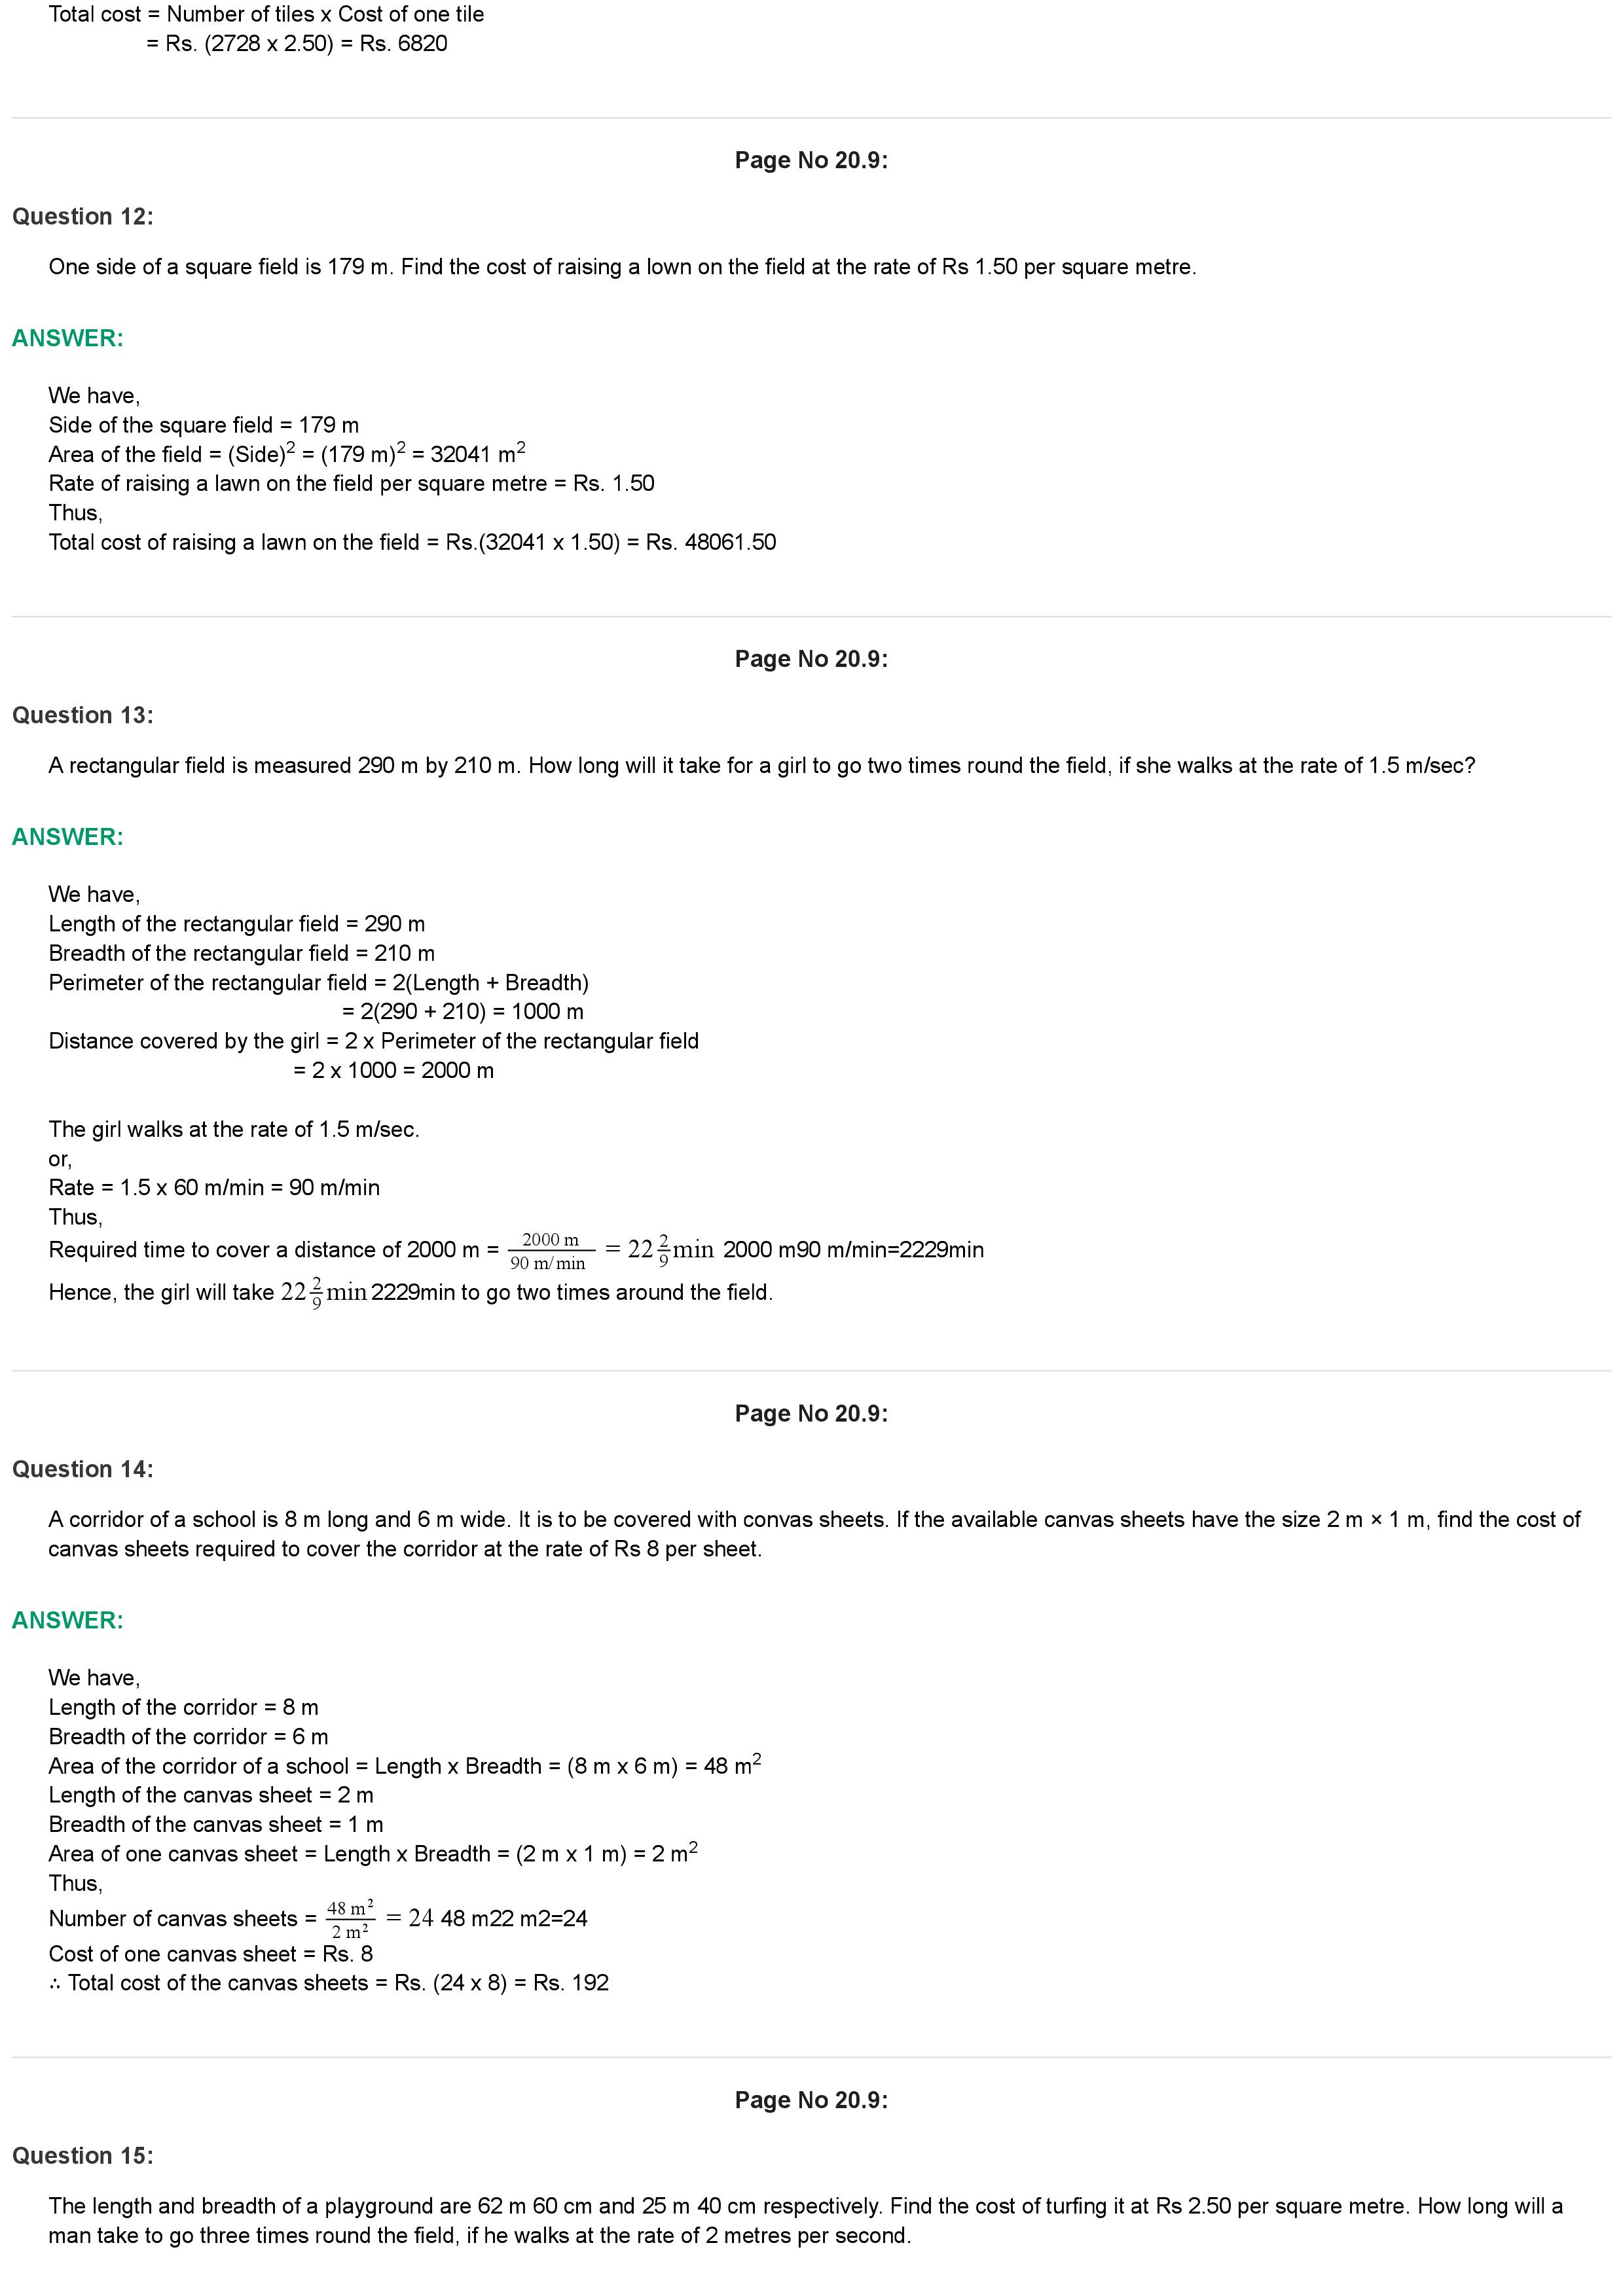 Total cost = Number of tiles x Cost of one tile
= Rs. (2728 x 2.50) = Rs. 6820
Page No 20.9:
Question 12:
One side of a square field is 179 m. Find the cost of raising a lown on the field at the rate of Rs 1.50 per square metre.
ANSWER:
We have,
Side of the square field = 179 m
Area of the field = (Side)² = (179 m)² = 32041 m²
Rate of raising a lawn on the field per square metre = Rs. 1.50
Thus,
Total cost of raising a lawn on the field = Rs.(32041 x 1.50) = Rs. 48061.50
Page No 20.9:
Question 13:
A rectangular field is measured 290 m by 210 m. How long will it take for a girl to go two times round the field, if she walks at the rate of 1.5 m/sec?
ANSWER:
We have,
Length of the rectangular field = 290 m
Breadth of the rectangular field = 210 m
Perimeter of the rectangular field = 2(Length + Breadth)
= 2(290 + 210) = 1000 m
Distance covered by the girl = 2 x Perimeter of the rectangular field
= 2 x 1000 = 2000 m
The girl walks at the rate of 1.5 m/sec.
or,
Rate = 1.5 x 60 m/min = 90 m/min
Thus,
Required time to cover a distance of 2000 m = 2000 m/90 m/min = 22 2/9 min 2000 m90 m/min=2229min
Hence, the girl will take 22 2/9 min 2229min to go two times around the field.
Page No 20.9:
Question 14:
A corridor of a school is 8 m long and 6 m wide. It is to be covered with convas sheets. If the available canvas sheets have the size 2 m × 1 m, find the cost of
canvas sheets required to cover the corridor at the rate of Rs 8 per sheet.
ANSWER:
We have,
Length of the corridor = 8 m
Breadth of the corridor = 6 m
Area of the corridor of a school = Length x Breadth = (8 m x 6 m) = 48 m²
Length of the canvas sheet = 2 m
Breadth of the canvas sheet = 1 m
Area of one canvas sheet = Length x Breadth = (2 m x 1 m) = 2 m²
Thus,
Number of canvas sheets = 48 m²/2 m² = 24 48 m22 m2=24
Cost of one canvas sheet = Rs. 8
∴ Total cost of the canvas sheets = Rs. (24 x 8) = Rs. 192
Page No 20.9:
Question 15:
The length and breadth of a playground are 62 m 60 cm and 25 m 40 cm respectively. Find the cost of turfing it at Rs 2.50 per square metre. How long will a
man take to go three times round the field, if he walks at the rate of 2 metres per second.